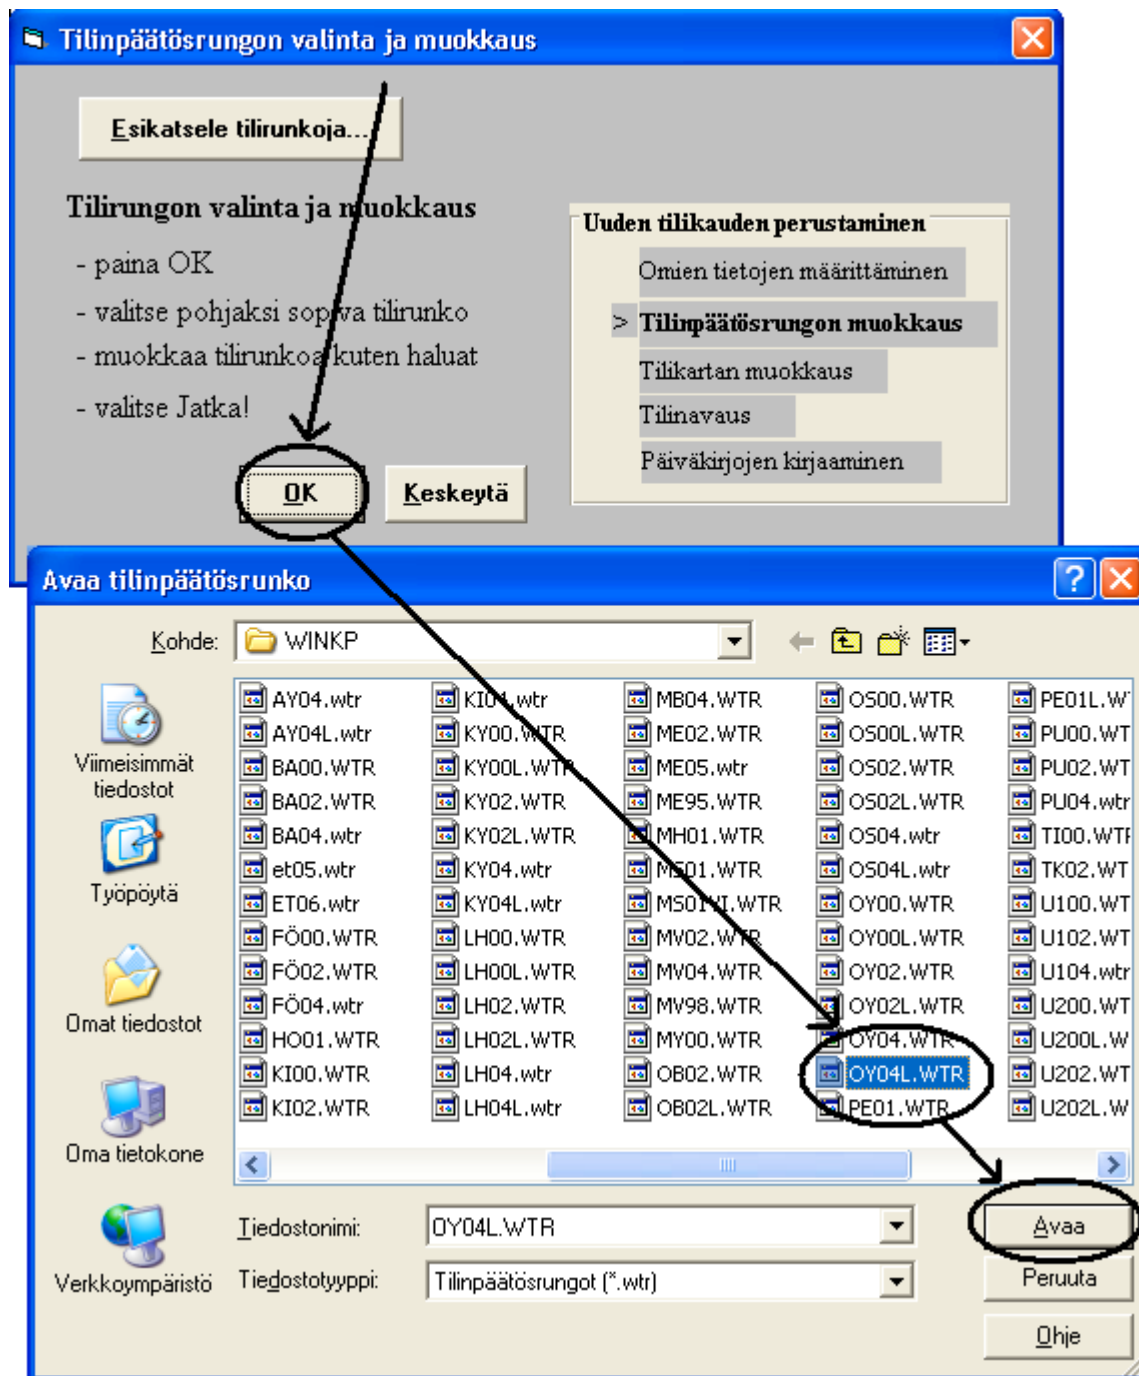 Tilinpäätösrungon valinta ja muokkaus
Esikatsele tilirunkoja...
Tilirungon valinta ja muokkaus
- paina OK
- valitse pohjaksi sopiva tilirunko
- muokkaa tilirunkoa kuten haluat
- valitse Jatka!
OK
Keskeytä
Uuden tilikauden perustaminen
Omien tietojen määrittäminen
> Tilinpäätösrungon muokkaus
Tilikartan muokkaus
Tilinavaus
Päiväkirjojen kirjaaminen
Avaa tilinpäätösrunko
Kohde:
WINKP
Viimeisimmät
tiedostot
Työpöytä
Omat tiedostot
Oma tietokone
Verkkoympäristö
AY04.wtr
AY04L.wtr
BA00.WTR
BA02.WTR
BA04.wtr
et05.wtr
ET06.wtr
FÖ00.WTR
FÖ02.WTR
FÖ04.wtr
HO01.WTR
KI00.WTR
KI02.WTR
KI04.wtr
KY00.WTR
KY00L.WTR
KY02.WTR
KY02L.WTR
KY04.wtr
KY04L.wtr
LH00.WTR
LH00L.WTR
LH02.WTR
LH02L.WTR
LH04.wtr
LH04L.wtr
MB04.WTR
ME02.WTR
ME05.wtr
ME95.WTR
MH01.WTR
MS01.WTR
MS01VI.WTR
MV02.WTR
MV04.WTR
MV98.WTR
MY00.WTR
OB02.WTR
OB02L.WTR
OS00.WTR
OS00L.WTR
OS02.WTR
OS02L.WTR
OS04.wtr
OS04L.wtr
OY00.WTR
OY00L.WTR
OY02.WTR
OY02L.WTR
OY04.WTR
OY04L.WTR
PE01.WTR
PE01L.W
PU00.WT
PU02.WT
PU04.wtr
TI00.WTR
TK02.WT
U100.WT
U102.WT
U104.wtr
U200.WT
U200L.W
U202.WT
U202L.W
Tiedostonimi:
OY04L.WTR
Avaa
Tiedostotyyppi:
Tilinpäätösrungot (*.wtr)
Peruuta
Ohje